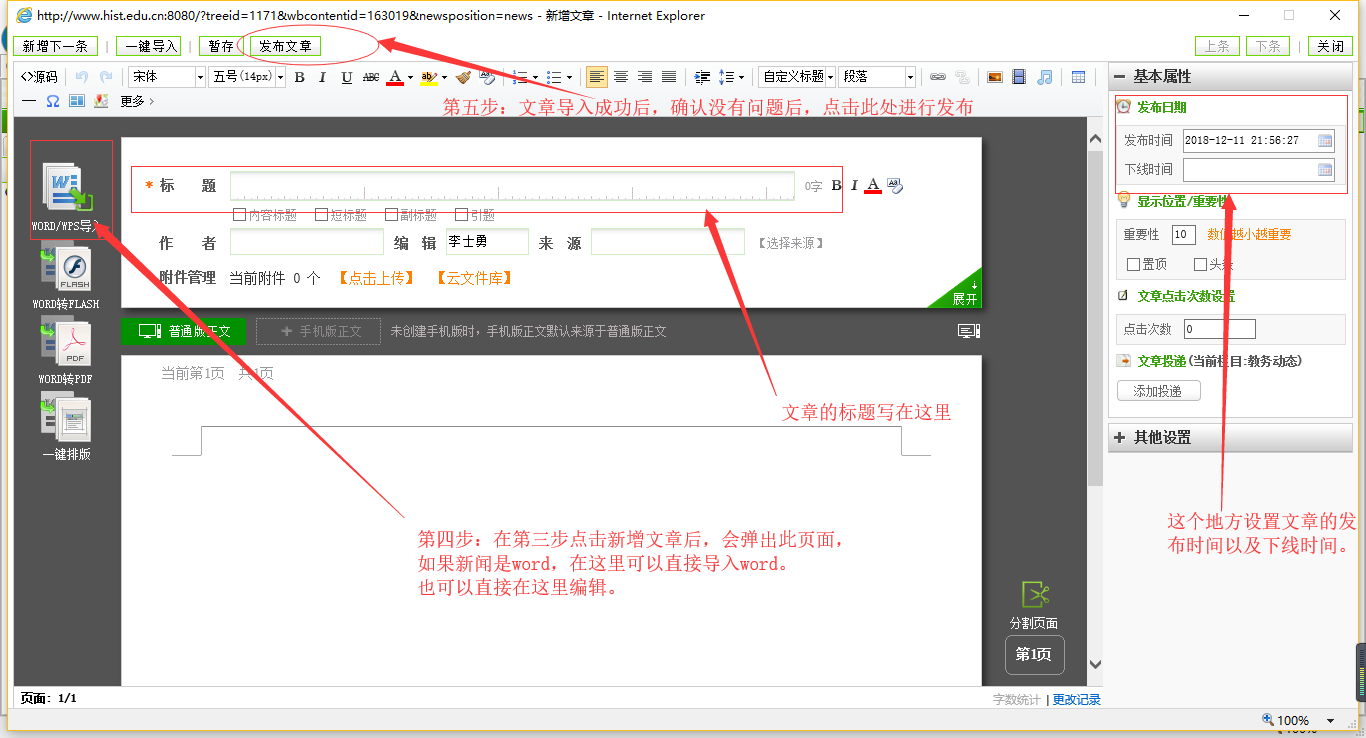 http://www.hist.edu.cn:8080/?treeid=1171&wbcontentid=163019&newsposition=news - 新增文章 - Internet Explorer
新增下一条 | 一键导入 | 暂存 发布文章 上条 下条 | 关闭
<>源码 宋体 五号(14px) B I U ABC A ab 自定义标题 段落
Ω 更多
第五步：文章导入成功后，确认没有问题后，点击此处进行发布
基本属性
发布日期
发布时间 2018-12-11 21:56:27
下线时间
显示位置/重要性
重要性 10 数值越小越重要
置顶 头条
文章点击次数设置
点击次数 0
文章投递(当前栏目:教务动态)
添加投递
其他设置
WORD/WPS导入
FLASH
WORD转FLASH
PDF
WORD转PDF
一键排版
* 标 题 0字 B I A
内容标题 短标题 副标题 引题
作 者 编 辑 李士勇 来 源 【选择来源】
附件管理 当前附件 0 个 【点击上传】 【云文件库】
展开
普通版正文 + 手机版正文 未创建手机版时，手机版正文默认来源于普通版正文
当前第1页 共1页
文章的标题写在这里
第四步：在第三步点击新增文章后，会弹出此页面，
如果新闻是word，在这里可以直接导入word。
也可以直接在这里编辑。
这个地方设置文章的发
布时间以及下线时间。
分割页面
第1页
页面: 1/1 字数统计 | 更改记录
100%
100%